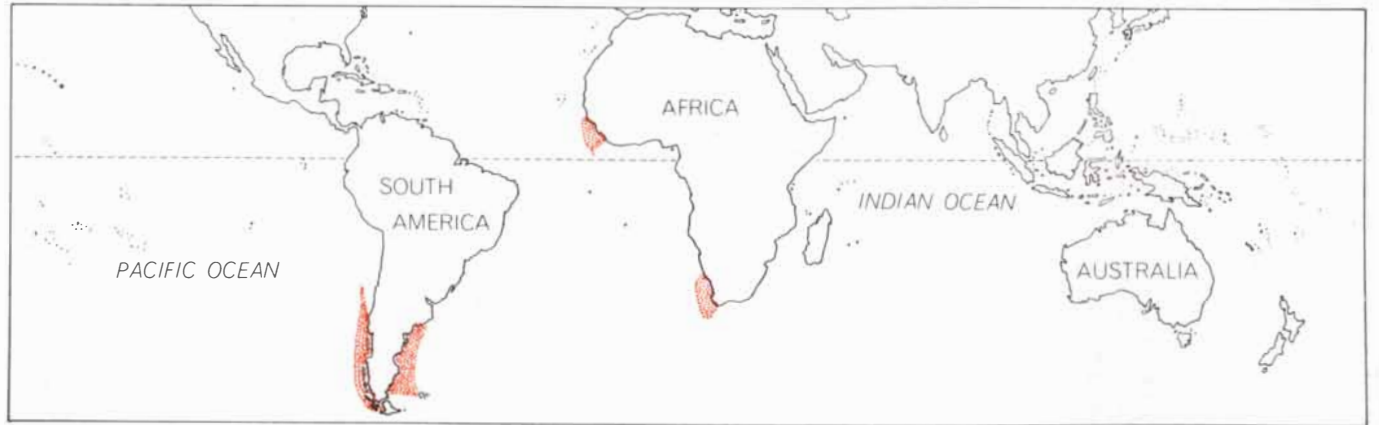 AFRICA
SOUTH
AMERICA
INDIAN OCEAN
PACIFIC OCEAN
AUSTRALIA